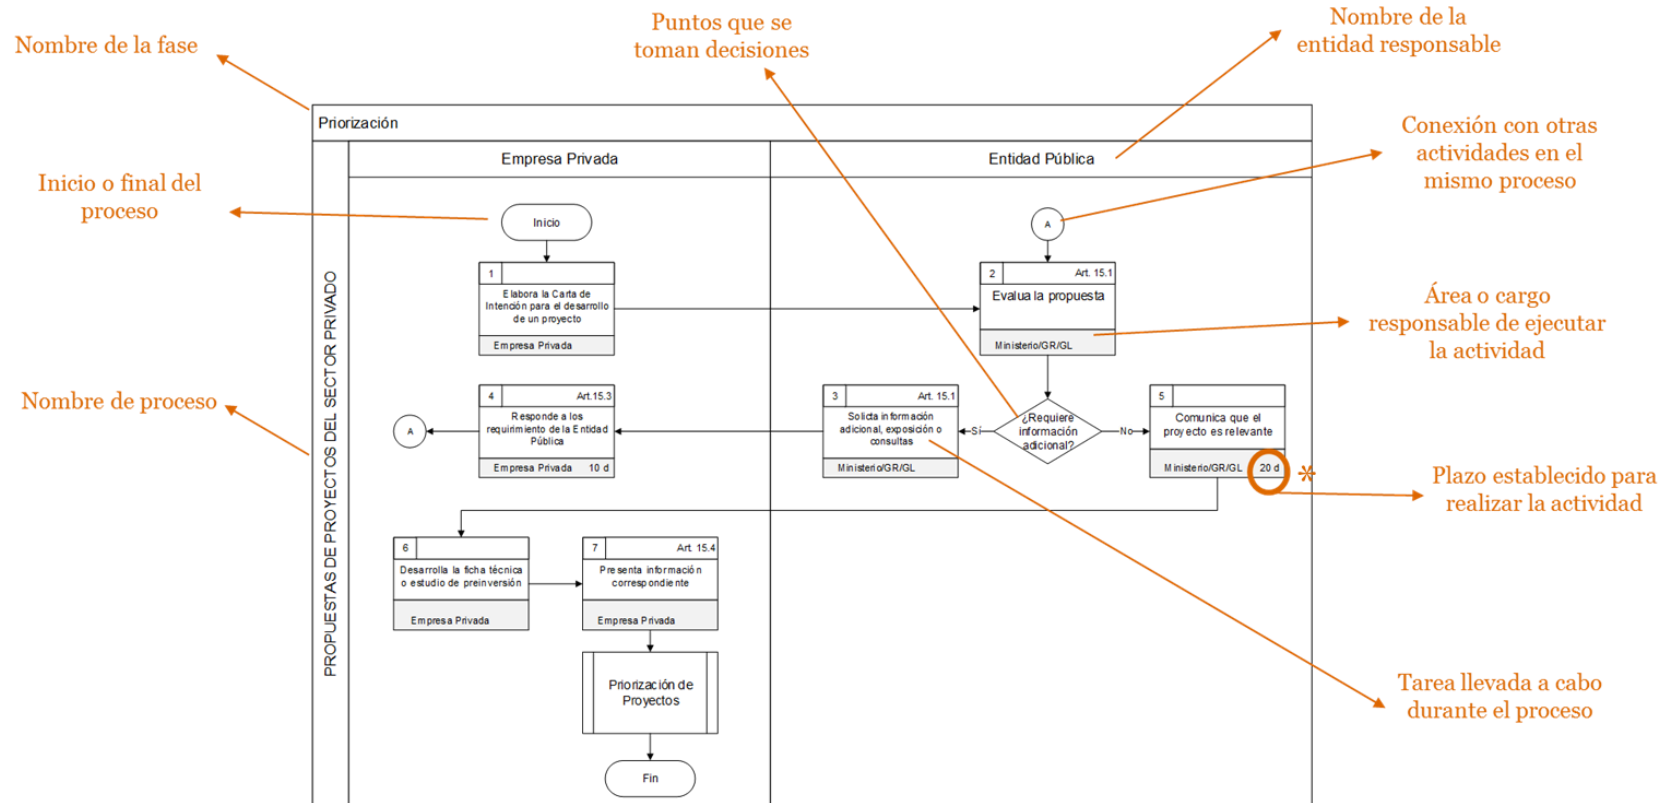 Nombre de la fase
Puntos que se
toman decisiones
Nombre de la
entidad responsable
Conexión con otras
actividades en el
mismo proceso
Inicio o final del
proceso
Área o cargo
responsable de ejecutar
la actividad
Nombre de proceso
Plazo establecido para
realizar la actividad
Tarea llevada a cabo
durante el proceso
Priorización
PROPUESTAS DE PROYECTOS DEL SECTOR PRIVADO
Empresa Privada
Entidad Pública
Inicio
A
1
Elabora la Carta de
Intención para el desarrollo
de un proyecto
Empresa Privada
2 Art. 15.1
Evalua la propuesta
Ministerio/GR/GL
¿Requiere
información
adicional?
Sí
No
3 Art. 15.1
Solicta información
adicional, exposición o
consultas
Ministerio/GR/GL
4 Art.15.3
Responde a los
requirimiento de la Entidad
Pública
Empresa Privada 10 d
A
5
Comunica que el
proyecto es relevante
Ministerio/GR/GL 20 d
*
6
Desarrolla la ficha técnica
o estudio de preinversión
Empresa Privada
7 Art. 15.4
Presenta información
correspondiente
Empresa Privada
Priorización de
Proyectos
Fin